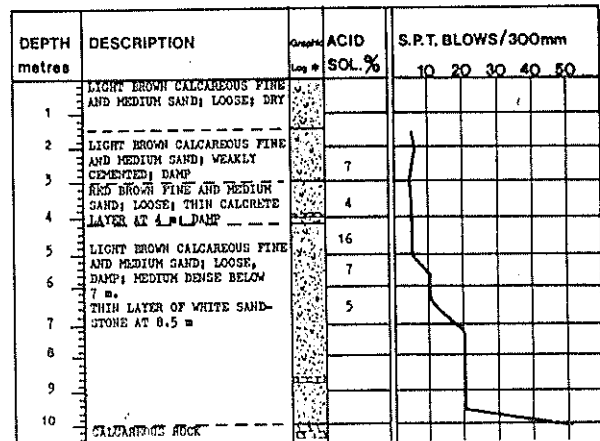 DEPTH metres
DESCRIPTION
Graphic Log *
ACID SOL. %
S.P.T. BLOWS/300mm
10 20 30 50
LIGHT BROWN CALCAREOUS FINE
AND MEDIUM SAND; LOOSE; DRY
1
2
LIGHT BROWN CALCAREOUS FINE
AND MEDIUM SAND; WEAKLY
CEMENTED; DAMP
7
3
RED BROWN FINE AND MEDIUM
SAND; LOOSE; THIN CALCRETE
LAYER AT 4 m; DAMP
4
4
16
LIGHT BROWN CALCAREOUS FINE
AND MEDIUM SAND; LOOSE,
DAMP; MEDIUM DENSE BELOW
7 m.
THIN LAYER OF WHITE SAND-
STONE AT 8.5 m
5
7
6
5
7
8
9
10
CALCAREOUS ROCK